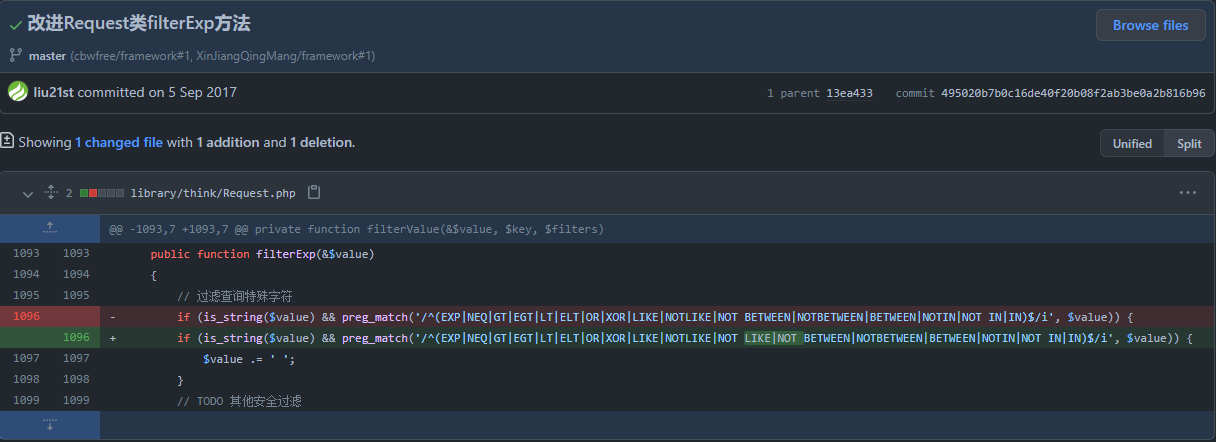 改进Request类filterExp方法
Browse files
master (cbwfree/framework#1, XinJiangQingMang/framework#1)
liu21st committed on 5 Sep 2017
1 parent 13ea433 commit 495020b7b0c16de40f20b08f2ab3be0a2b816b96
Showing 1 changed file with 1 addition and 1 deletion.
Unified Split
2 library/think/Request.php
@@ -1093,7 +1093,7 @@ private function filterValue(&$value, $key, $filters)
1093 1093 public function filterExp(&$value)
1094 1094 {
1095 1095 // 过滤查询特殊字符
1096 - if (is_string($value) && preg_match('/^(EXP|NEQ|GT|EGT|LT|ELT|OR|XOR|LIKE|NOTLIKE|NOT BETWEEN|NOTBETWEEN|BETWEEN|NOTIN|NOT IN|IN)$/i', $value)) {
1096 + if (is_string($value) && preg_match('/^(EXP|NEQ|GT|EGT|LT|ELT|OR|XOR|LIKE|NOTLIKE|NOT LIKE|NOT BETWEEN|NOTBETWEEN|BETWEEN|NOTIN|NOT IN|IN)$/i', $value)) {
1097 1097 $value .= ' ';
1098 1098 }
1099 1099 // TODO 其他安全过滤